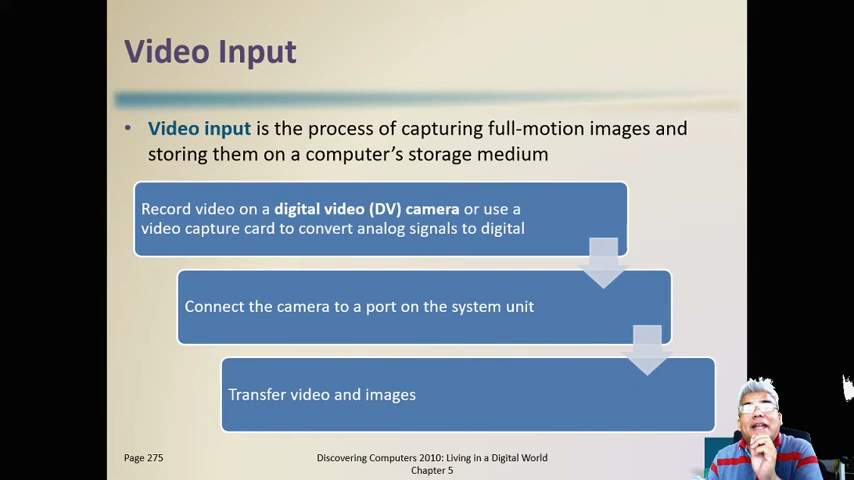 Video Input
• Video input is the process of capturing full-motion images and
storing them on a computer’s storage medium
Record video on a digital video (DV) camera or use a
video capture card to convert analog signals to digital
Connect the camera to a port on the system unit
Transfer video and images
Page 275
Discovering Computers 2010: Living in a Digital World
Chapter 5